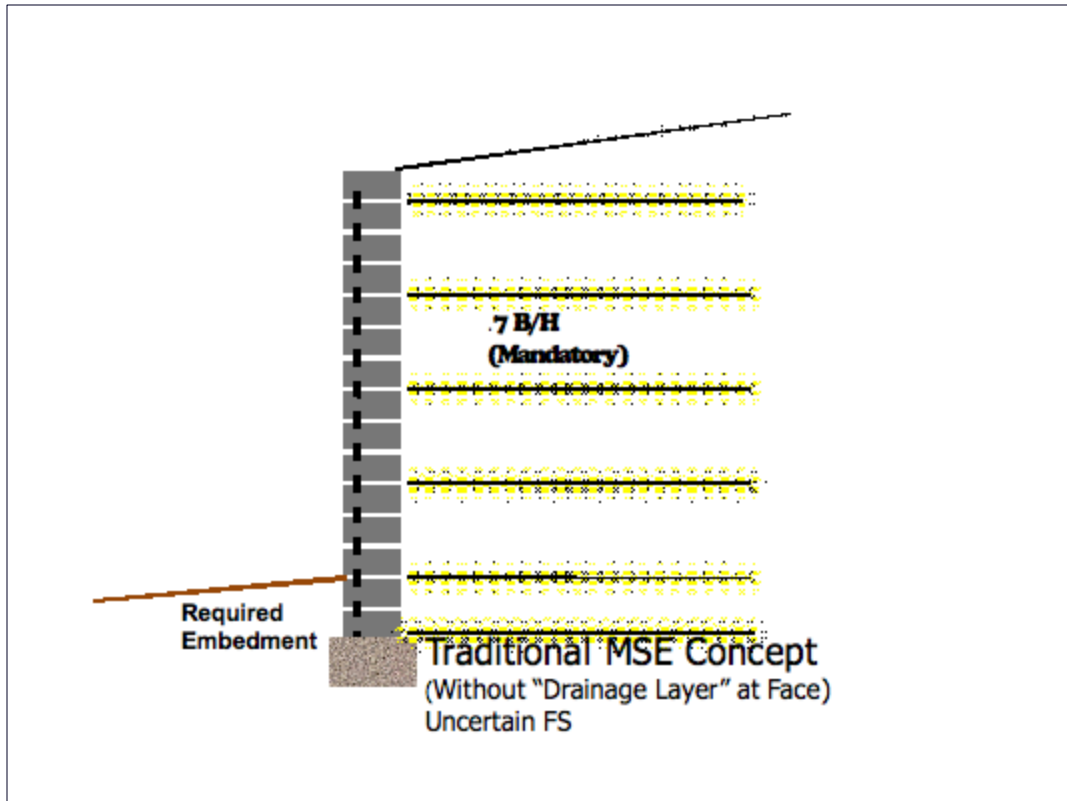 .7 B/H
(Mandatory)
Required
Embedment
Traditional MSE Concept
(Without “Drainage Layer” at Face)
Uncertain FS